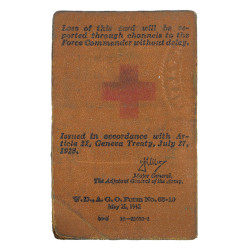 Loss of this card will be re-
ported through channels to the
Force Commander without delay.
Issued in accordance with Ar-
ticle 21, Geneva Treaty, July 27,
1929.
Major General,
The Adjutant General of the Army.
W. D., A. G. O. Form No. 65-10
May 21, 1942